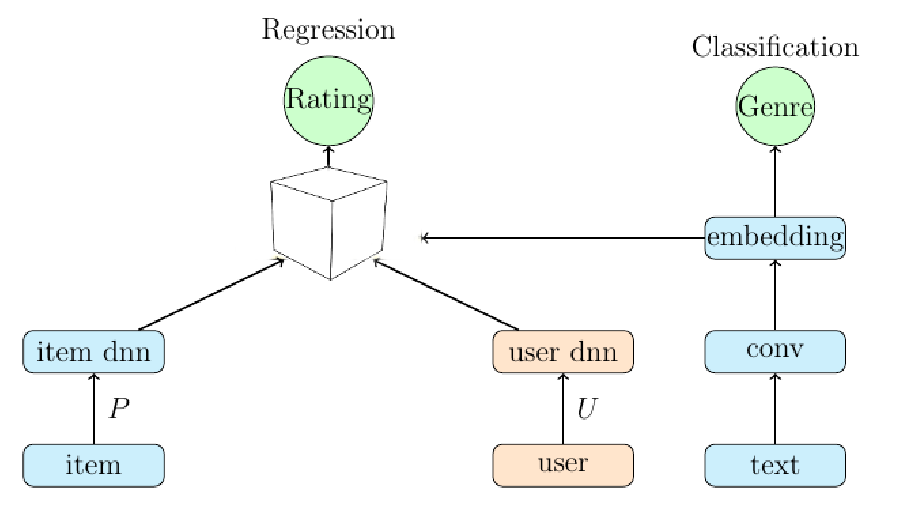 Regression
Classification
Rating
Genre
embedding
item dnn
user dnn
conv
P
U
item
user
text